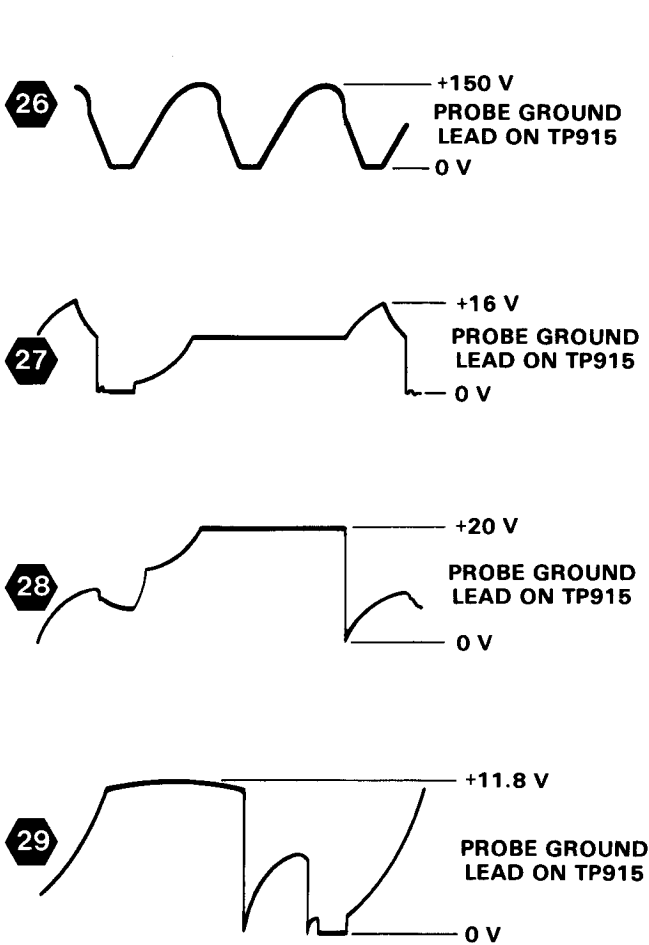 26
+150 V
PROBE GROUND
LEAD ON TP915
0 V
27
+16 V
PROBE GROUND
LEAD ON TP915
0 V
28
+20 V
PROBE GROUND
LEAD ON TP915
0 V
29
+11.8 V
PROBE GROUND
LEAD ON TP915
0 V